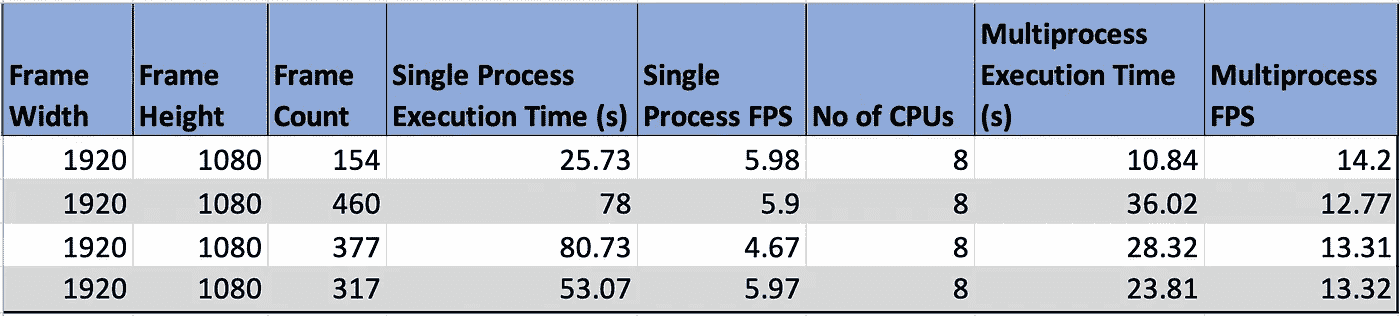 Frame Width Frame Height Frame Count Single Process Execution Time (s) Single Process FPS No of CPUs Multiprocess Execution Time (s) Multiprocess FPS
1920 1080 154 25.73 5.98 8 10.84 14.2
1920 1080 460 78 5.9 8 36.02 12.77
1920 1080 377 80.73 4.67 8 28.32 13.31
1920 1080 317 53.07 5.97 8 23.81 13.32